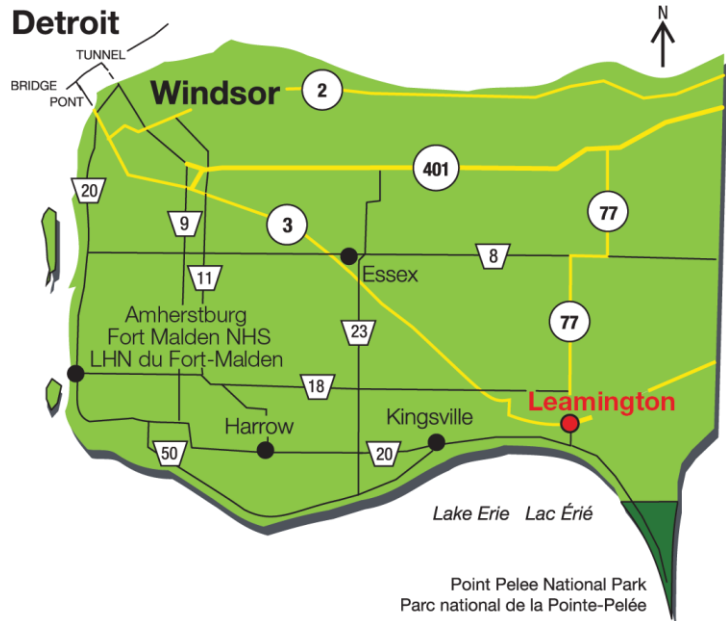 Detroit
N
TUNNEL
BRIDGE
PONT
Windsor
2
401
20
77
9
3
8
11
Essex
Amherstburg
Fort Malden NHS
LHN du Fort-Malden
77
23
18
Leamington
Harrow
Kingsville
50
20
Lake Erie Lac Érié
Point Pelee National Park
Parc national de la Pointe-Pelée